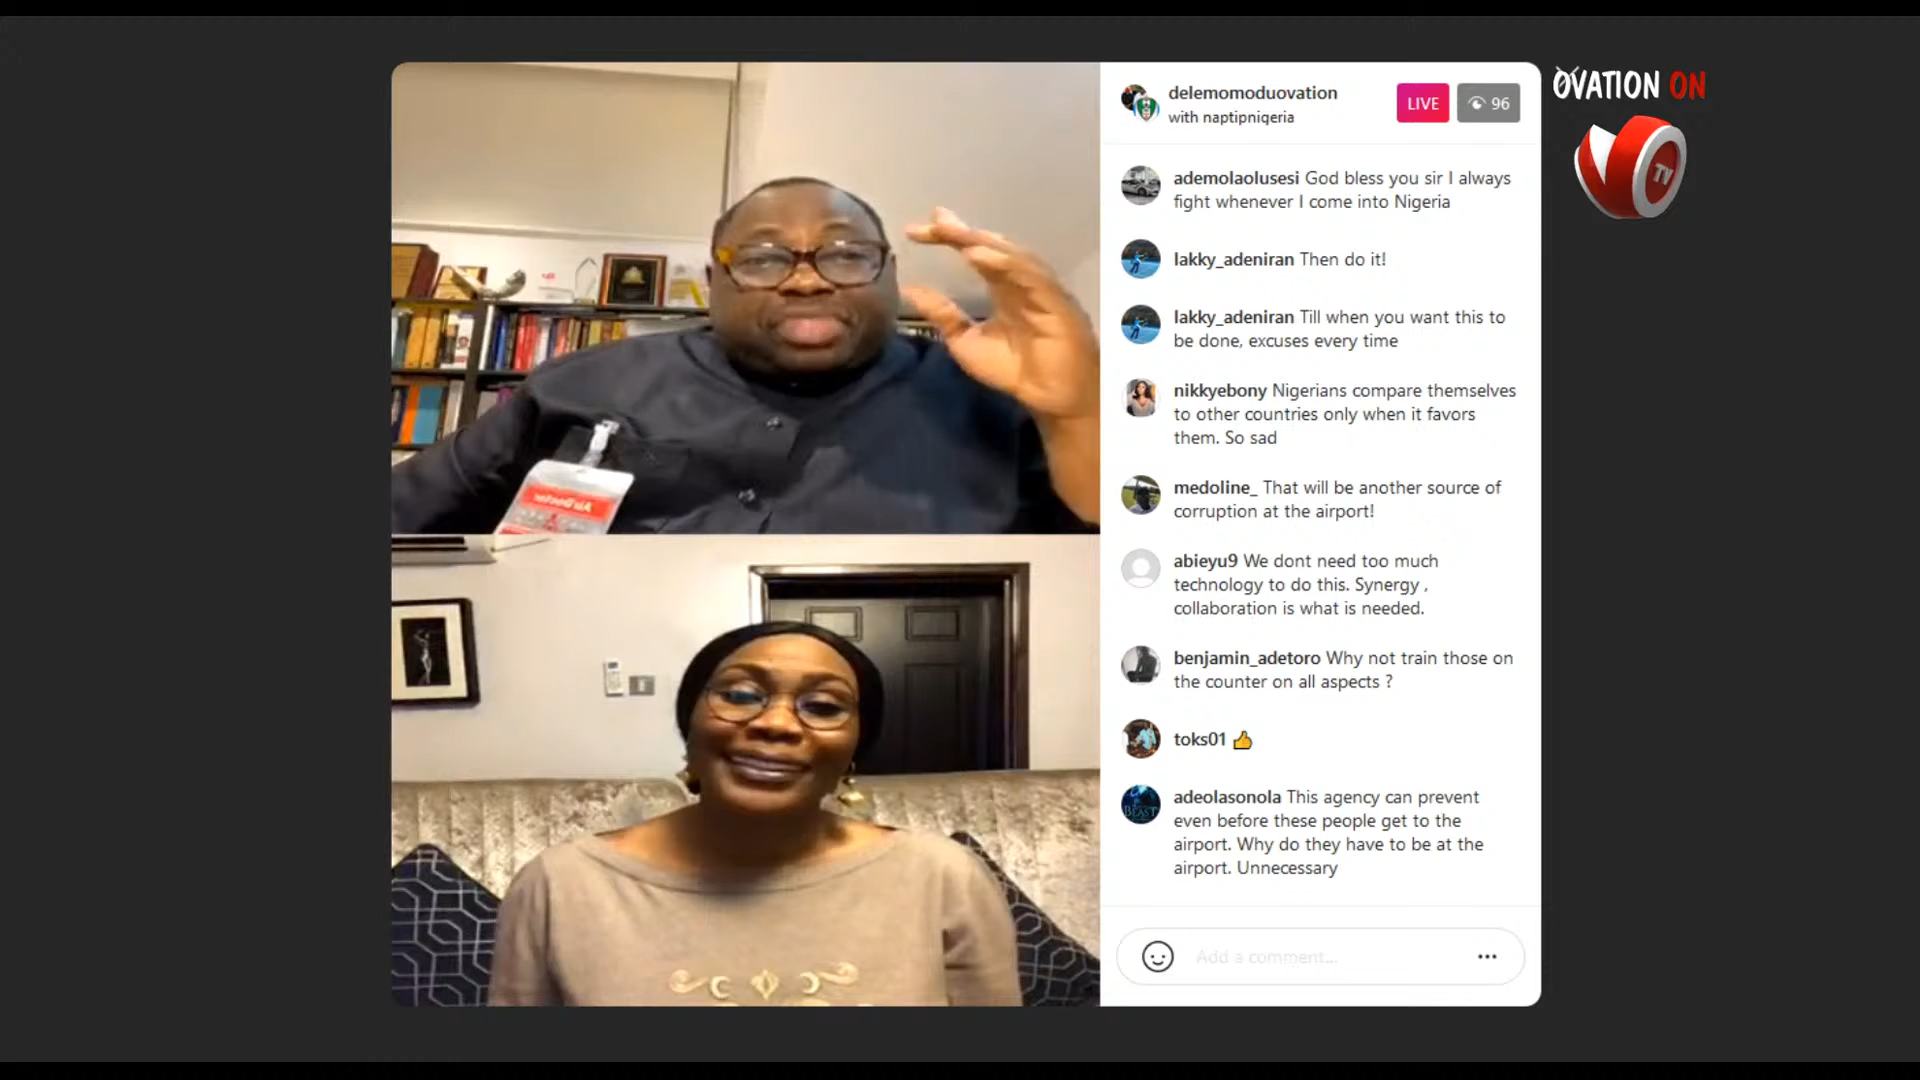 OVATION ON
TV
delemomoduovation
with naptipnigeria
LIVE
96
ademolaolusesi God bless you sir I always
fight whenever I come into Nigeria
lakky_adeniran Then do it!
lakky_adeniran Till when you want this to
be done, excuses every time
nikkyebony Nigerians compare themselves
to other countries only when it favors
them. So sad
medoline_ That will be another source of
corruption at the airport!
abieyu9 We dont need too much
technology to do this. Synergy ,
collaboration is what is needed.
benjamin_adetoro Why not train those on
the counter on all aspects ?
toks01 👍
adeolasonola This agency can prevent
even before these people get to the
airport. Why do they have to be at the
airport. Unnecessary
Add a comment...